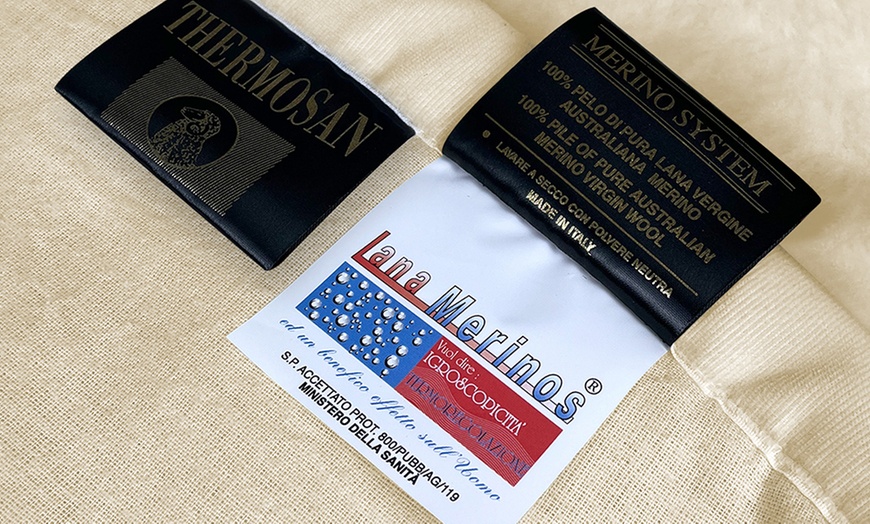 THERMOSAN
MERINO SYSTEM
100% PELO DI PURA LANA VERGINE
AUSTRALIANA MERINO
100% PILE OF PURE AUSTRALIAM
MERINO VIRGIN WOOL
• LAVARE A SECCO CON POLVERE NEUTRA
MADE IN ITALY
Lana Merinos®
Vuol dire:
IGROSCOPICITA'
TERMOREGOLAZIONE
ed un benefico effetto sull'Uomo
S.P. ACCETTATO PROT. 800/PUBB/AG/119
MINISTERO DELLA SANITÀ